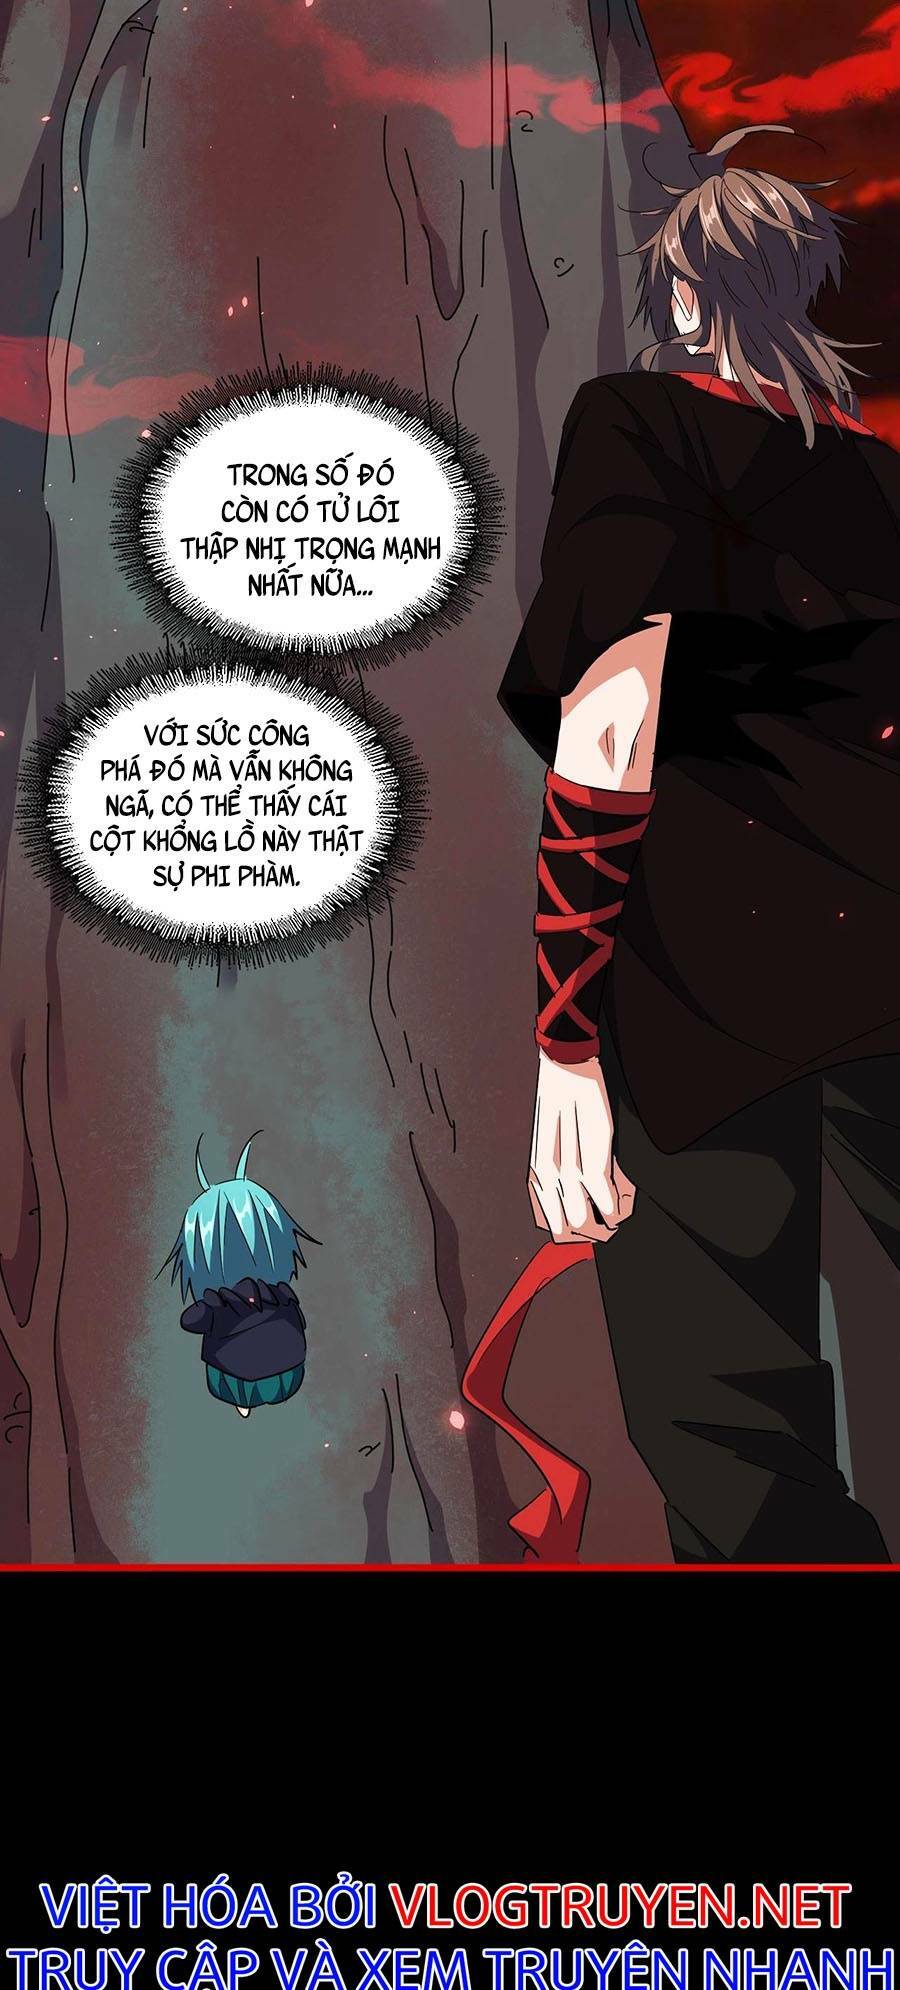 TRONG SỐ ĐÓ
CÒN CÓ TỬ LÔI
THẬP NHỊ TRỌNG MẠNH
NHẤT NỮA...
VỚI SỨC CÔNG
PHÁ ĐÓ MÀ VẪN KHÔNG
NGÃ, CÓ THỂ THẤY CÁI
CỘT KHỔNG LỒ NÀY THẬT
SỰ PHI PHÀM.
VIỆT HÓA BỞI VLOGTRUYEN.NET
TRUY CẬP VÀ XEM TRUYỆN NHANH